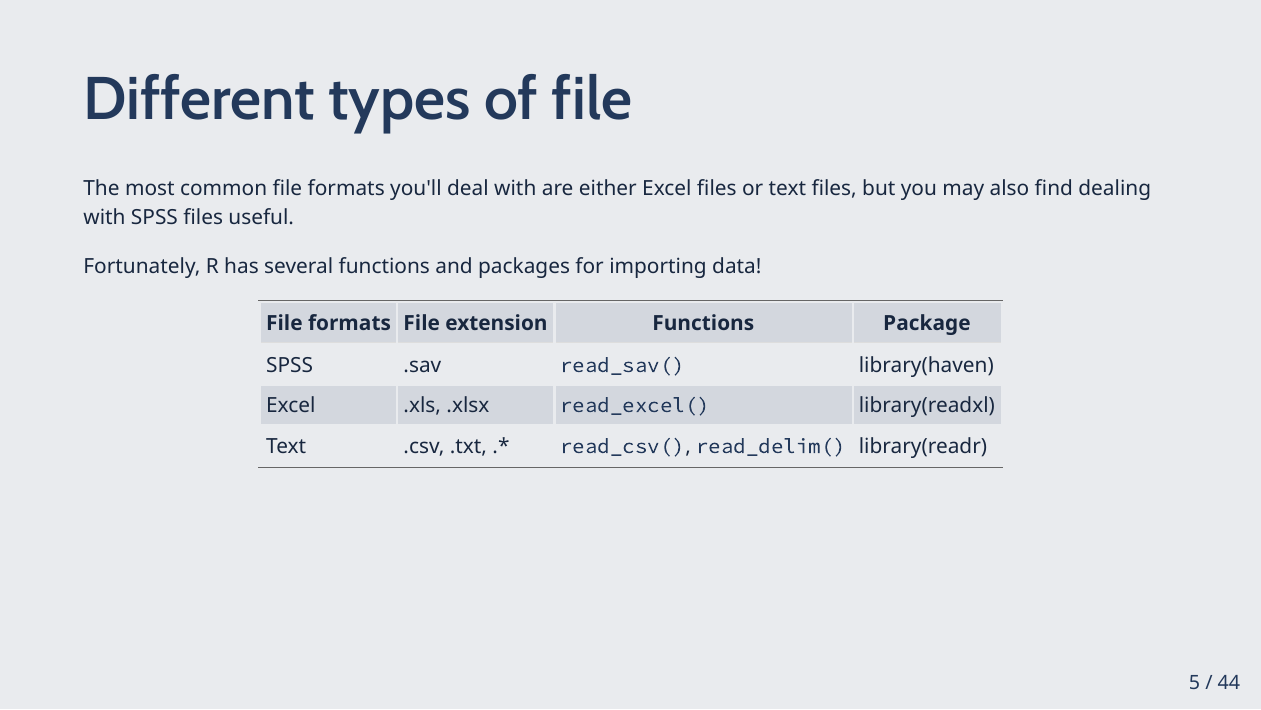 Different types of file
The most common file formats you'll deal with are either Excel files or text files, but you may also find dealing
with SPSS files useful.
Fortunately, R has several functions and packages for importing data!
File formats File extension Functions Package
SPSS .sav read_sav() library(haven)
Excel .xls, .xlsx read_excel() library(readxl)
Text .csv, .txt, .* read_csv(), read_delim() library(readr)
5 / 44